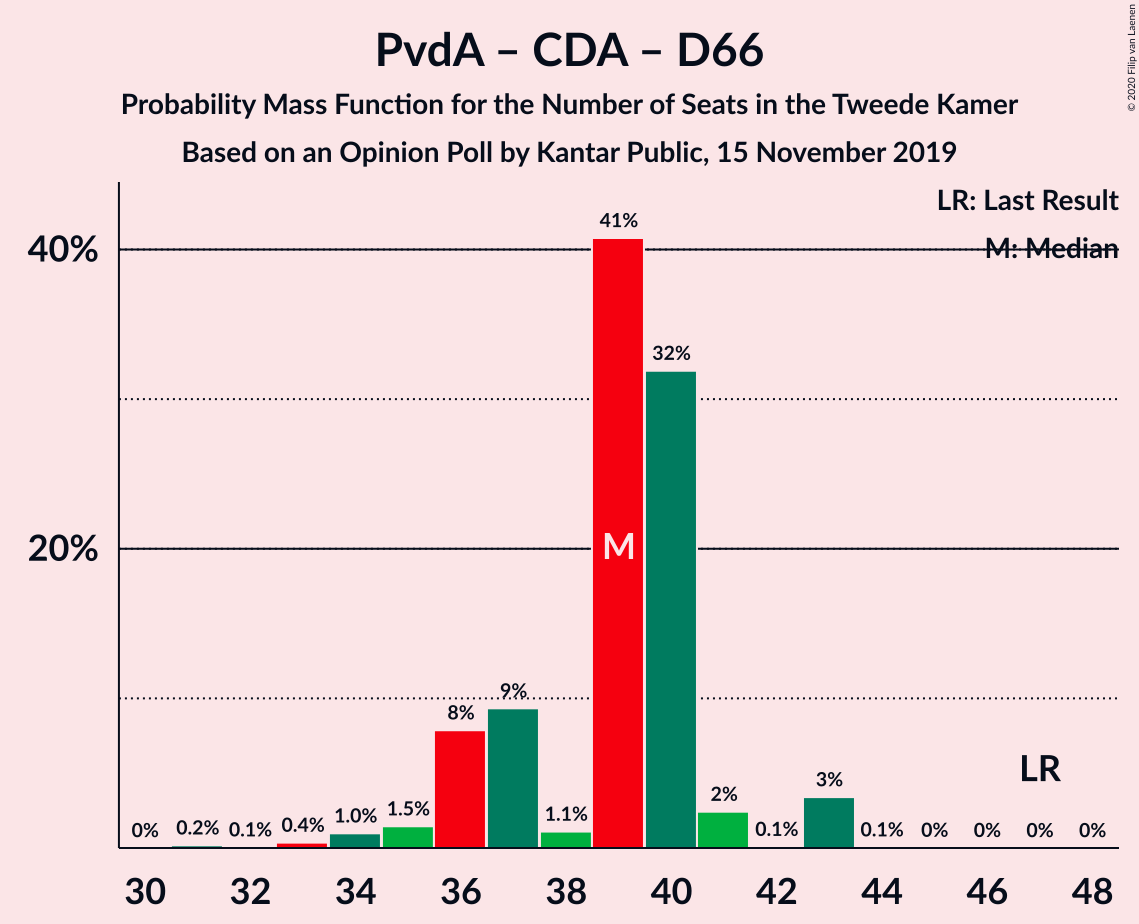 PvdA – CDA – D66
Probability Mass Function for the Number of Seats in the Tweede Kamer
Based on an Opinion Poll by Kantar Public, 15 November 2019
© 2020 Filip van Laenen
LR: Last Result
M: Median
40%
20%
0%
0.2%
0.1%
0.4%
1.0%
1.5%
8%
9%
1.1%
41%
32%
2%
0.1%
3%
0.1%
0%
0%
0%
0%
M
LR
30 32 34 36 38 40 42 44 46 48